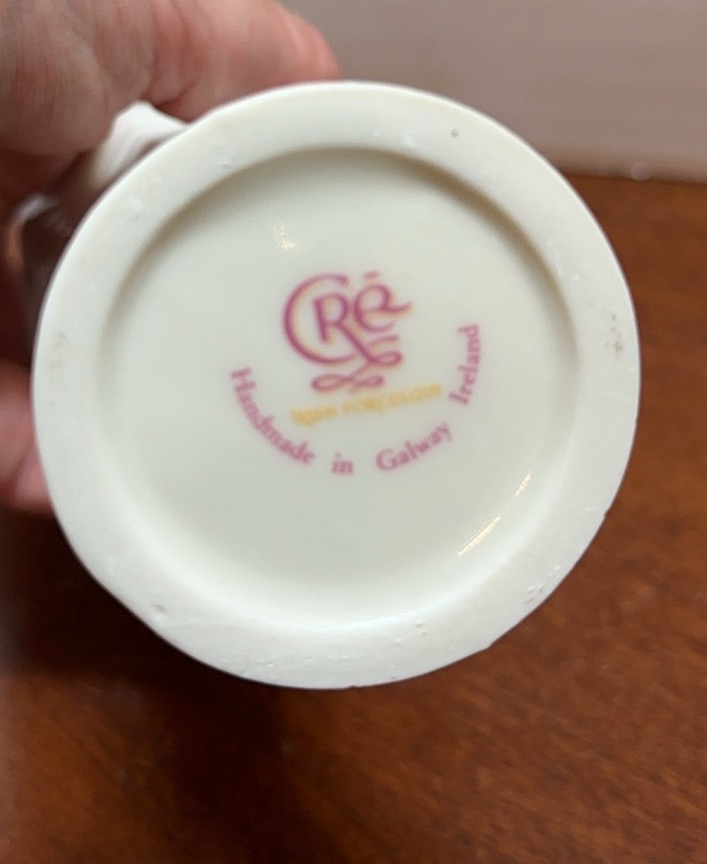 Cré
IRISH PORCELAIN
Handmade in Galway Ireland